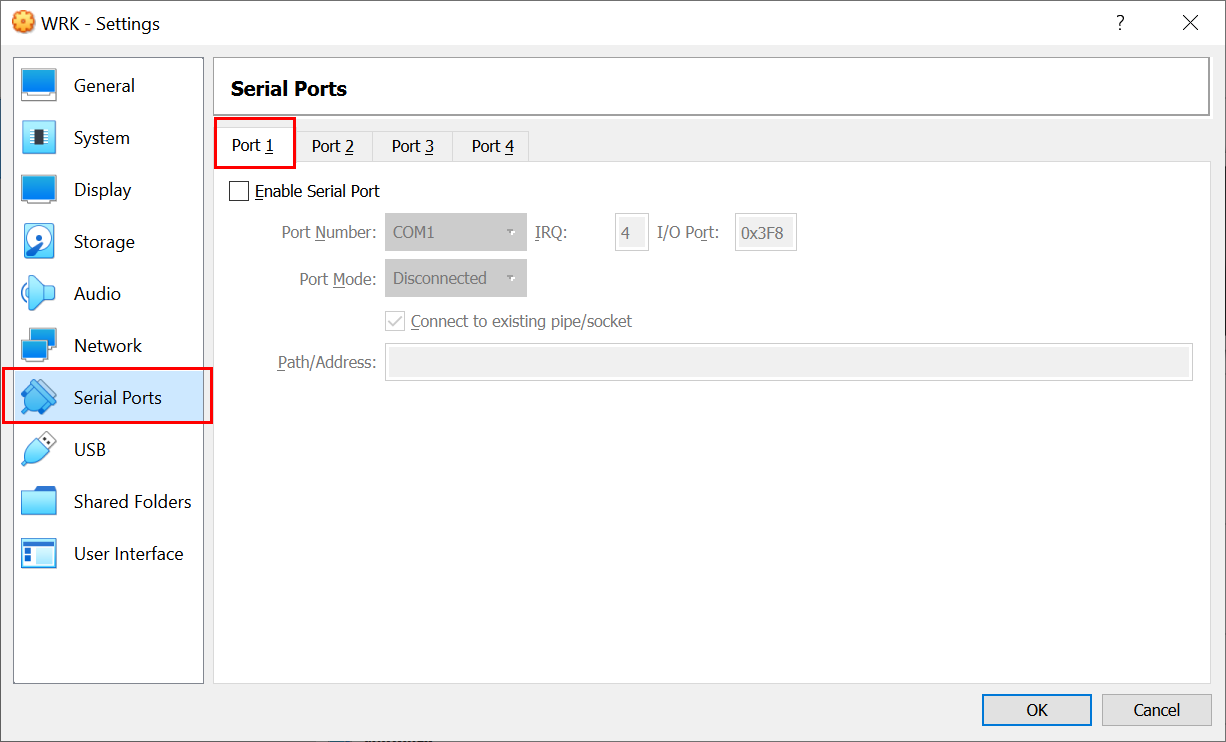 WRK - Settings
?
General
System
Display
Storage
Audio
Network
Serial Ports
USB
Shared Folders
User Interface
Serial Ports
Port 1 Port 2 Port 3 Port 4
Enable Serial Port
Port Number: COM1 IRQ: 4 I/O Port: 0x3F8
Port Mode: Disconnected
Connect to existing pipe/socket
Path/Address:
OK Cancel